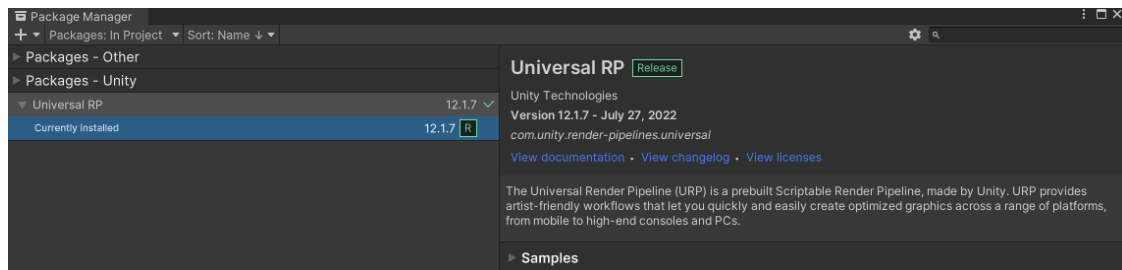 Package Manager
Packages: In Project Sort: Name ↓
Packages - Other
Packages - Unity
Universal RP 12.1.7
Currently installed 12.1.7 R
Universal RP Release
Unity Technologies
Version 12.1.7 - July 27, 2022
com.unity.render-pipelines.universal
View documentation • View changelog • View licenses
The Universal Render Pipeline (URP) is a prebuilt Scriptable Render Pipeline, made by Unity. URP provides
artist-friendly workflows that let you quickly and easily create optimized graphics across a range of platforms,
from mobile to high-end consoles and PCs.
Samples